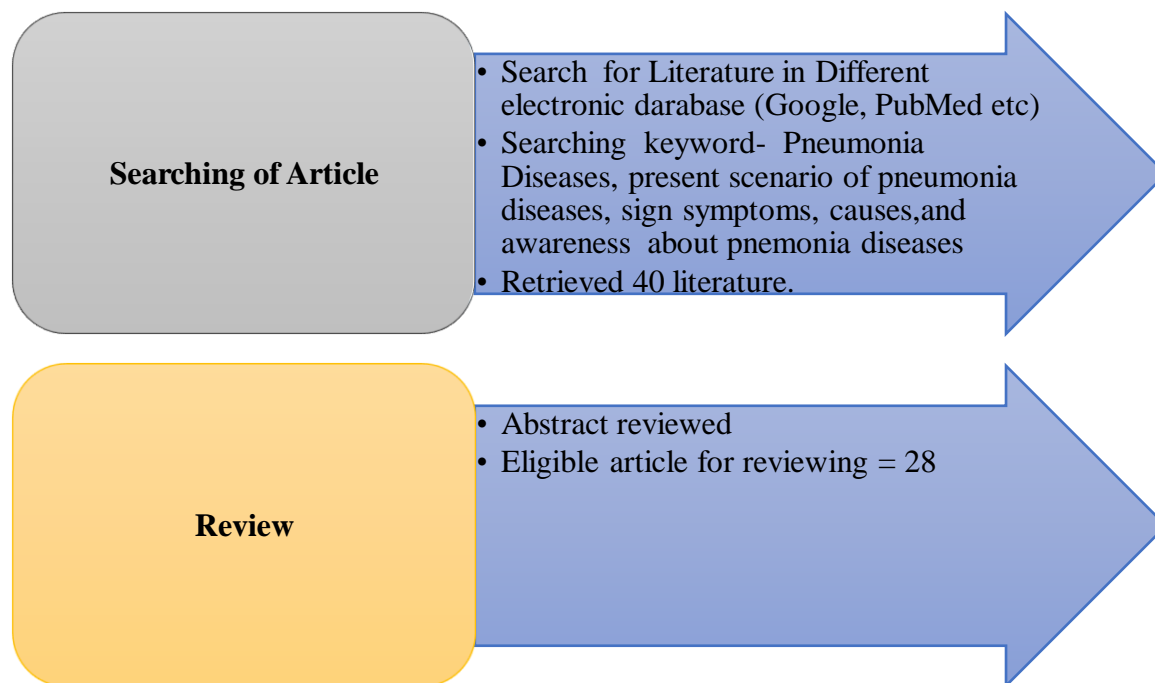 Searching of Article
• Search for Literature in Different
electronic darabase (Google, PubMed etc)
• Searching keyword- Pneumonia
Diseases, present scenario of pneumonia
diseases, sign symptoms, causes,and
awareness about pnemonia diseases
• Retrieved 40 literature.
Review
• Abstract reviewed
• Eligible article for reviewing = 28